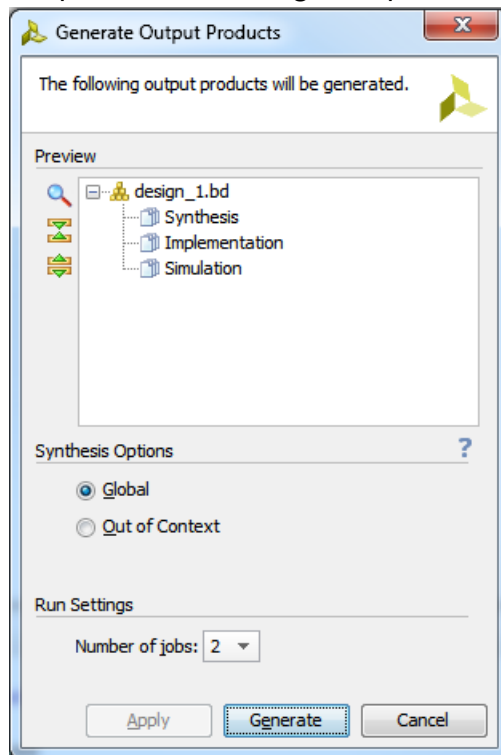 Generate Output Products
The following output products will be generated.
Preview
design_1.bd
Synthesis
Implementation
Simulation
Synthesis Options
?
Global
Out of Context
Run Settings
Number of jobs: 2
Apply Generate Cancel